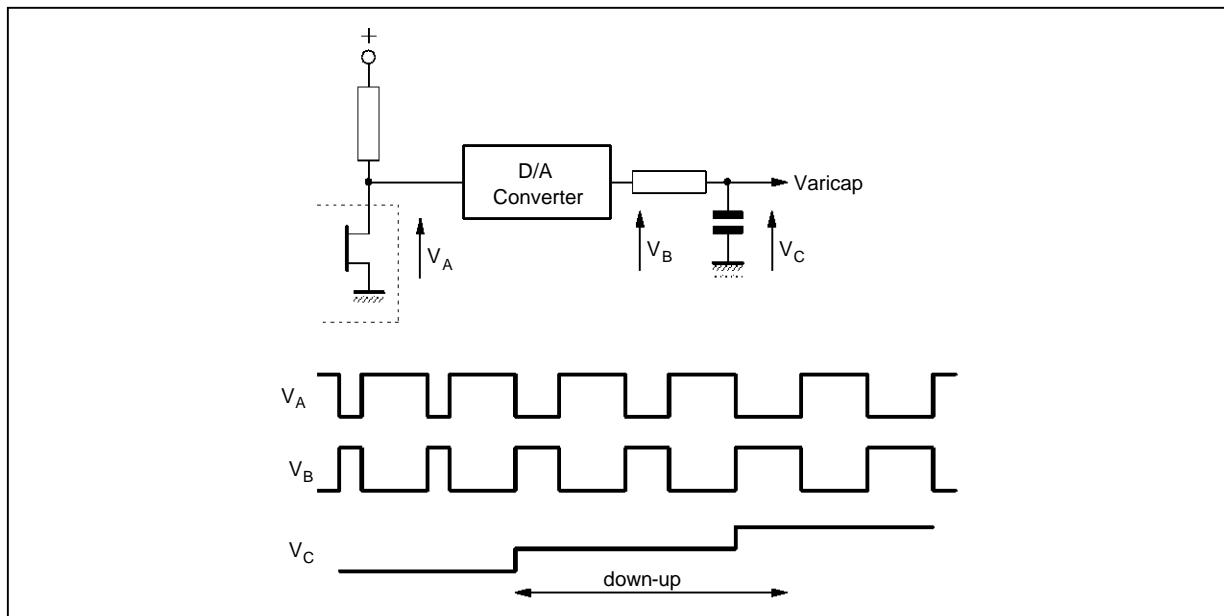 +
D/A
Converter
Varicap
V_A
V_B
V_C
V_A
V_B
V_C
down-up